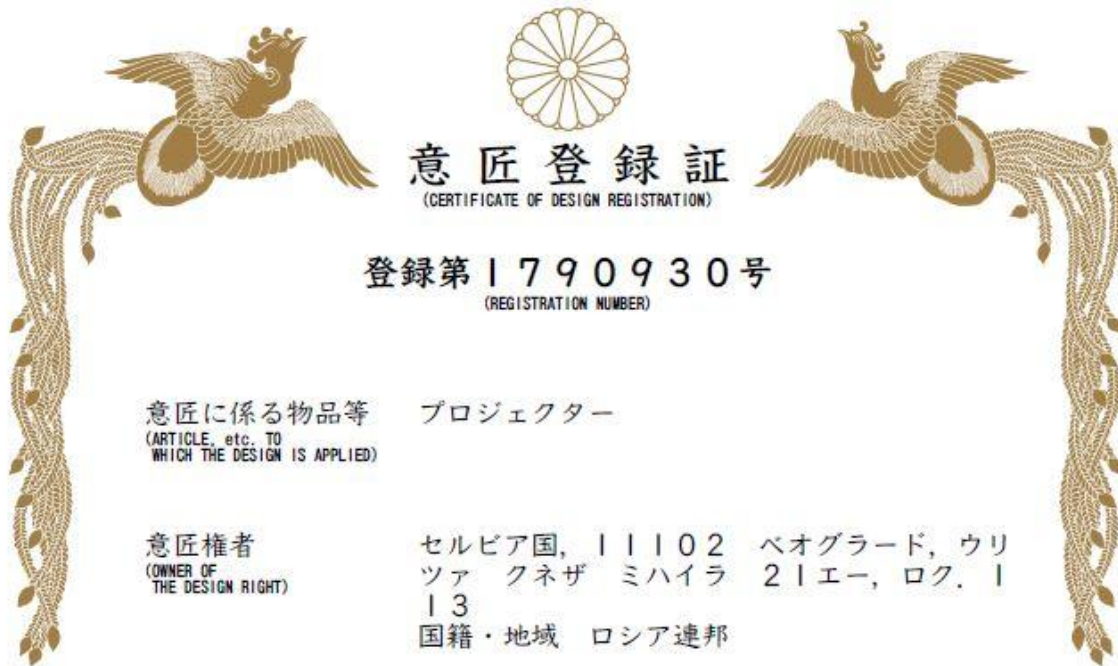 意匠登録証
(CERTIFICATE OF DESIGN REGISTRATION)
登録第１７９０９３０号
(REGISTRATION NUMBER)
意匠に係る物品等　プロジェクター
(ARTICLE, etc. TO
WHICH THE DESIGN IS APPLIED)
意匠権者　セルビア国，１１１０２　ベオグラード，ウリ
(OWNER OF
THE DESIGN RIGHT)
ツァ　クネザ　ミハイラ　２１エー，ロク．１
１３
国籍・地域　ロシア連邦